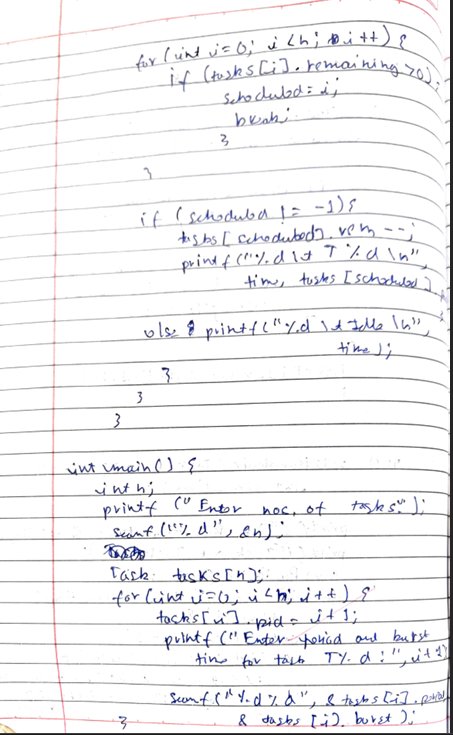 for (int i=0; i<n; i++) {
if (tasks[i].remaining >0) {
scheduled = i;
break;
}
}
if (scheduled != -1) {
tasks[scheduled].rem --;
printf ("%d \t T %d \n",
time, tasks [scheduled].
else { printf ("%d \t Idle \n",
time);
}
}
}
int main() {
int n;
printf (" Enter nos. of tasks:");
scanf ("%d", &n);
Task tasks[n];
for (int i=0; i<n; i++) {
tasks[i].pid = i+1;
printf ("Enter period and burst
time for task T%d :", i+1)
scanf ("%d %d", & tasks[i].period
& tasks[i].burst);
}